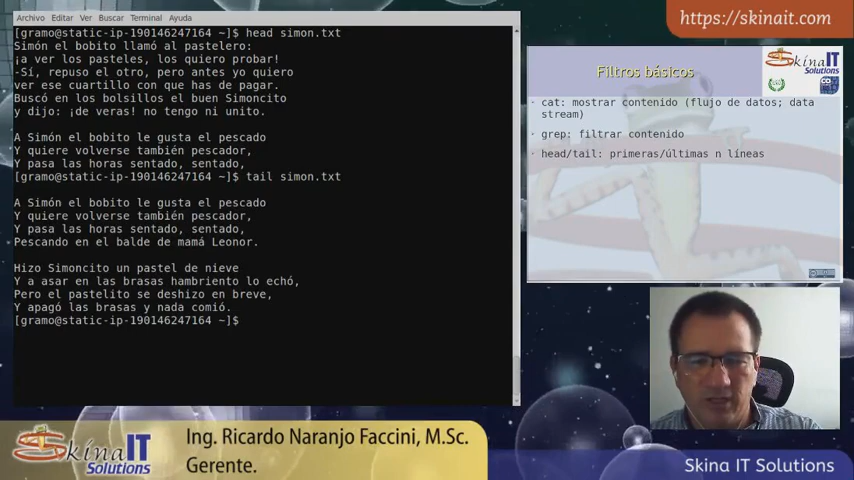 https://skinait.com
Archivo Editar Ver Buscar Terminal Ayuda
[gramo@static-ip-190146247164 ~]$ head simon.txt
Simón el bobito llamó al pastelero:
¡a ver los pasteles, los quiero probar!
-Sí, repuso el otro, pero antes yo quiero
ver ese cuartillo con que has de pagar.
Buscó en los bolsillos el buen Simoncito
y dijo: ¡de veras! no tengo ni unito.
A Simón el bobito le gusta el pescado
Y quiere volverse también pescador,
Y pasa las horas sentado, sentado,
[gramo@static-ip-190146247164 ~]$ tail simon.txt
A Simón el bobito le gusta el pescado
Y quiere volverse también pescador,
Y pasa las horas sentado, sentado,
Pescando en el balde de mamá Leonor.
Hizo Simoncito un pastel de nieve
Y a asar en las brasas hambriento lo echó,
Pero el pastelito se deshizo en breve,
Y apagó las brasas y nada comió.
[gramo@static-ip-190146247164 ~]$
Filtros básicos
Skina IT
Solutions
cat: mostrar contenido (flujo de datos; data
stream)
grep: filtrar contenido
head/tail: primeras/últimas n líneas
Skina IT
Solutions
Ing. Ricardo Naranjo Faccini, M.Sc.
Gerente.
Skina IT Solutions